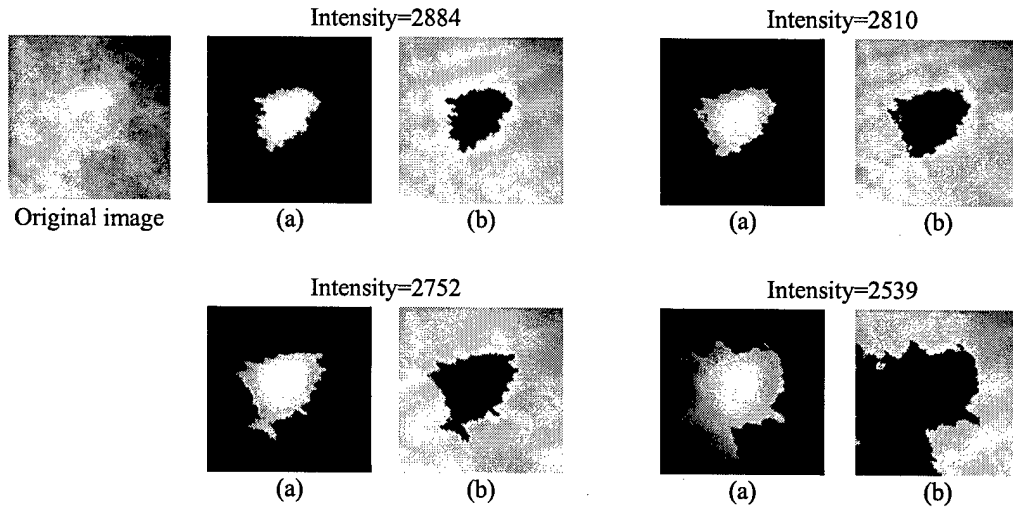 Intensity=2884
Intensity=2810
Original image
(a)
(b)
(a)
(b)
Intensity=2752
Intensity=2539
(a)
(b)
(a)
(b)